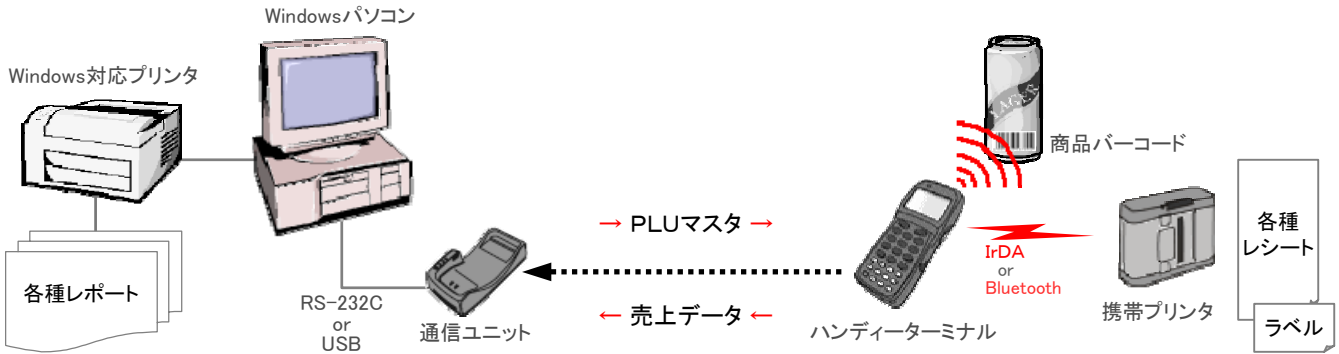 Windowsパソコン
Windows対応プリンタ
各種レポート
RS-232C
or
USB
通信ユニット
→ PLUマスタ →
← 売上データ ←
LAGER
商品バーコード
ハンディーターミナル
IrDA
or
Bluetooth
携帯プリンタ
各種
レシート
ラベル